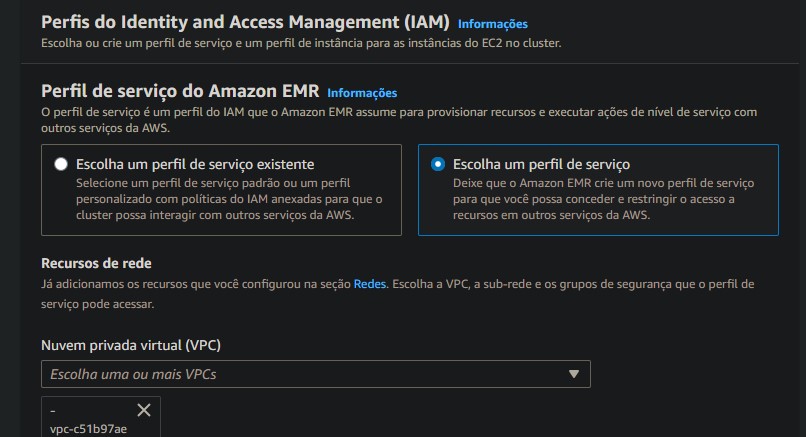 Perfis do Identity and Access Management (IAM) Informações
Escolha ou crie um perfil de serviço e um perfil de instância para as instâncias do EC2 no cluster.
Perfil de serviço do Amazon EMR Informações
O perfil de serviço é um perfil do IAM que o Amazon EMR assume para provisionar recursos e executar ações de nível de serviço com
outros serviços da AWS.
Escolha um perfil de serviço existente
Selecione um perfil de serviço padrão ou um perfil
personalizado com políticas do IAM anexadas para que o
cluster possa interagir com outros serviços da AWS.
Escolha um perfil de serviço
Deixe que o Amazon EMR crie um novo perfil de serviço
para que você possa conceder e restringir o acesso a
recursos em outros serviços da AWS.
Recursos de rede
Já adicionamos os recursos que você configurou na seção Redes. Escolha a VPC, a sub-rede e os grupos de segurança que o perfil de
serviço pode acessar.
Nuvem privada virtual (VPC)
Escolha uma ou mais VPCs
-
vpc-c51b97ae